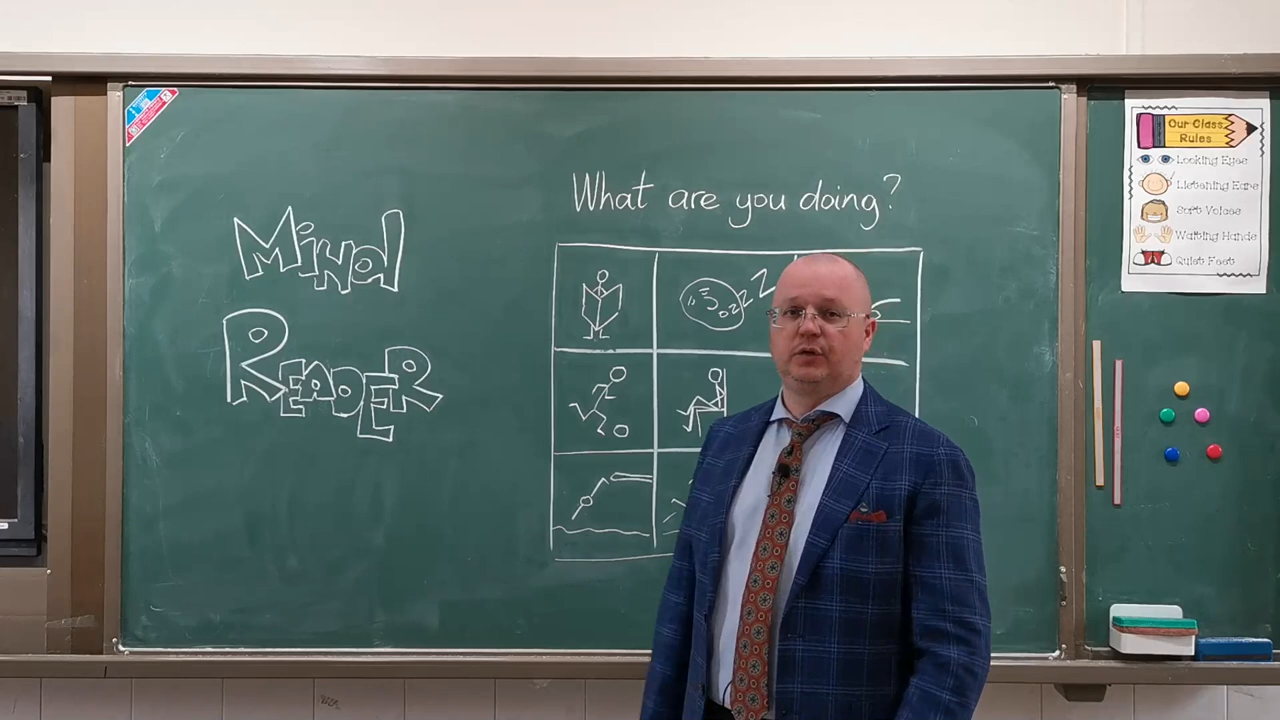 Mind
Reader
What are you doing?
zzZ
Our Class
Rules
Looking Eyes
Listening Ears
Soft Voices
Waiting Hands
Quiet Feet